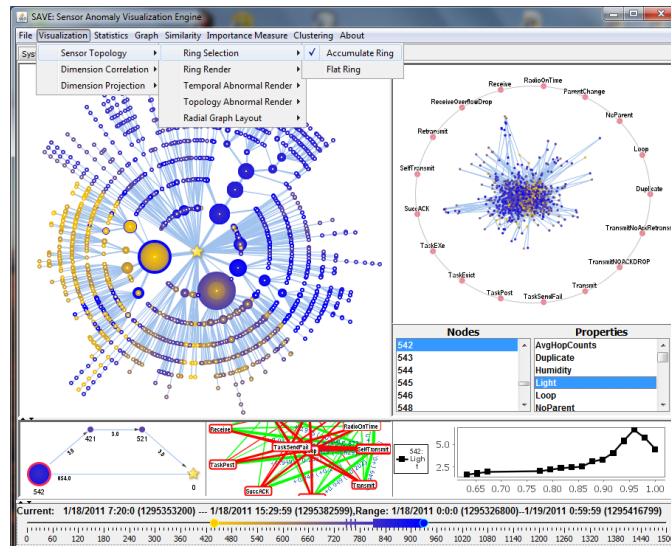 SAVE: Sensor Anomaly Visualization Engine
File Visualization Statistics Graph Similarity Importance Measure Clustering About
Sensor Topology
Dimension Correlation
Dimension Projection
Ring Selection
Ring Render
Temporal Abnormal Render
Topology Abnormal Render
Radial Graph Layout
✓ Accumulate Ring
Flat Ring
RadioOnTime
Receive
ParentChange
ReceiveOverflowDrop
NoParent
Retransmit
Loop
SelfTransmit
Duplicate
SuccACK
TransmitNoAckRetransm
TaskEXe
TransmitNOACKDROP
TaskExict
Transmit
TaskPost
TaskSendFail
Nodes
542
543
544
545
546
548
Properties
AvgHopCounts
Duplicate
Humidity
Light
Loop
NoParent
421
3.0
521
542
854.0
0
Receive
RadioOnTime
TaskSendFail
SelfTransmit
TaskPost
Transmit
SuccACK
542:
Ligh
t
5.0
2.5
0.65 0.70 0.75 0.80 0.85 0.90 0.95 1.00
Current: 1/18/2011 7:20:0 (1295353200) --- 1/18/2011 15:29:59 (1295382599),Range: 1/18/2011 0:0:0 (1295326800)--1/19/2011 0:59:59 (1295416799)
0 60 120 180 240 300 360 420 480 540 600 660 720 780 840 900 960 1020 1080 1140 1200 1260 1320 1380 1440